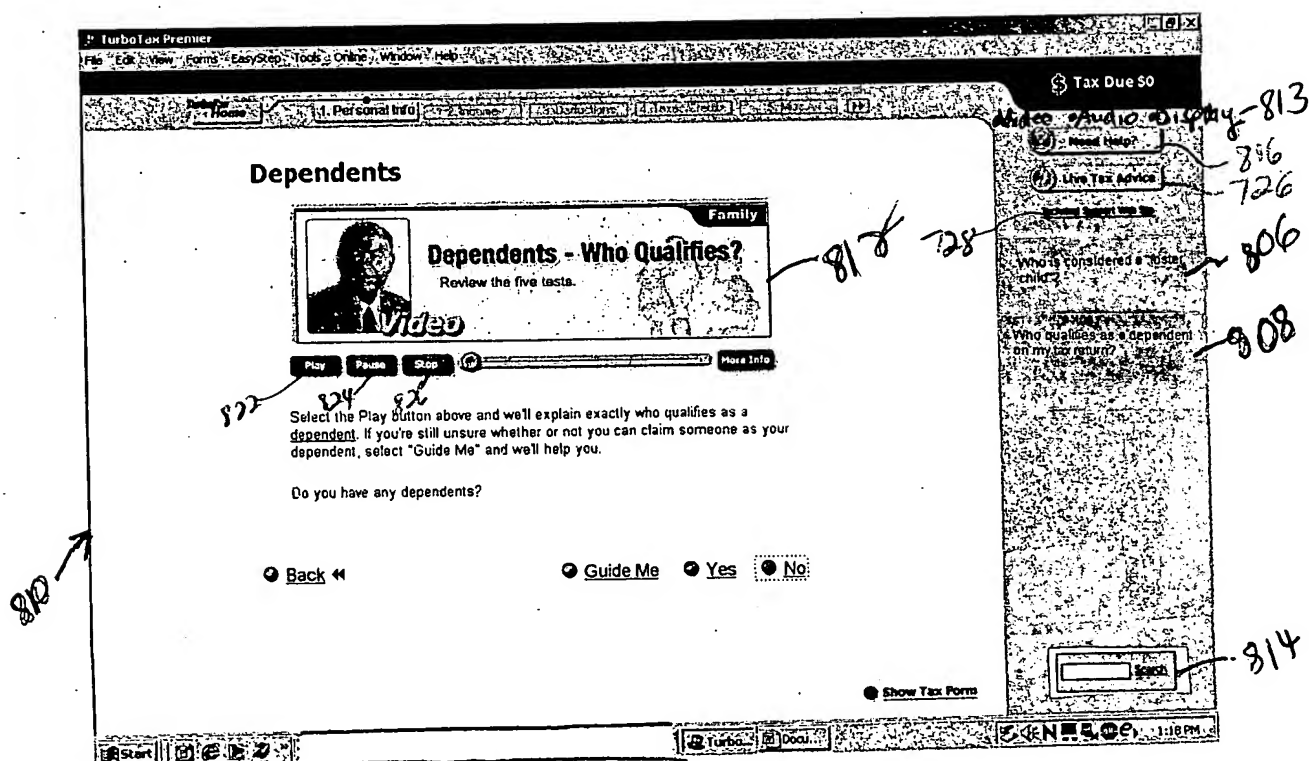 TurboTax Premier
File Edit View Forms EasyStep Tools Online Window Help
$ Tax Due $0
TurboTax Home
1. Personal Info
2. Income
Video Audio Display 813
Need Help?
816
Live Tax Advice
726
728
Dependents
Family
Dependents - Who Qualifies?
Review the five tests.
Video
818
Who is considered a foster child?
806
Who qualifies as a dependent
on my tax return?
808
Play
Pause
Stop
More Info
822
824
826
Select the Play button above and we'll explain exactly who qualifies as a
dependent. If you're still unsure whether or not you can claim someone as your
dependent, select "Guide Me" and we'll help you.
Do you have any dependents?
810
Back
Guide Me
Yes
No
Search
814
Show Tax Form
Start
Turbo...
Docu...
1:18 PM